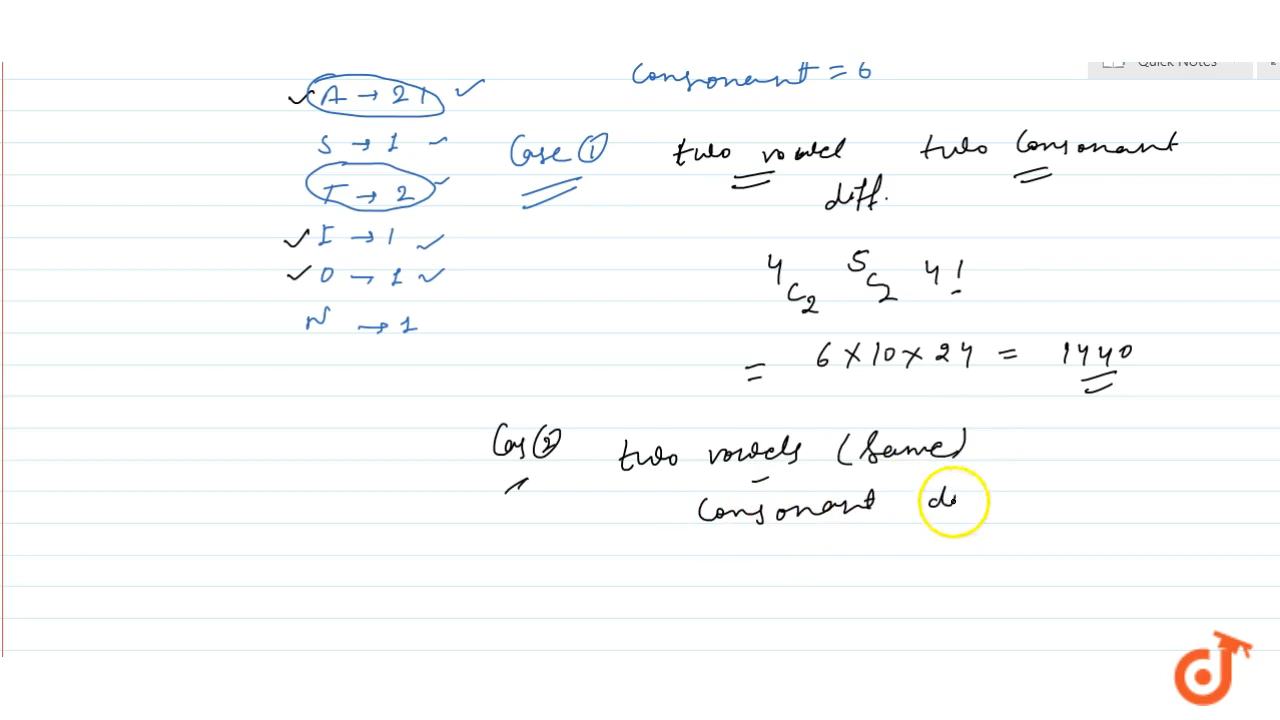 Consonant = 6
Quick Notes
A → 2 ✓
S → 1
Case ① two vowel two Consonant
T → 2
diff.
I → 1 ✓
4C2 5C2 4!
O → 1 ✓
N → 1
= 6 × 10 × 24 = 1440
Cas ② two vowels (Same)
Consonant